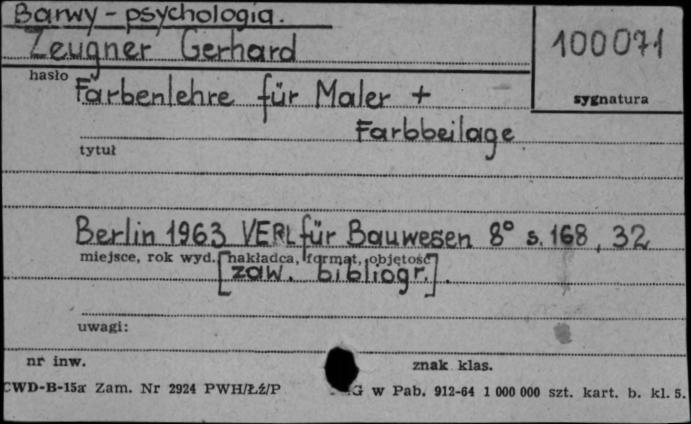 Barwy - psychologia.
Zeugner Gerhard
100071
hasło
sygnatura
Farbenlehre für Maler +
Farbbeilage
tytuł
Berlin 1963 VERL für Bauwesen 8° s. 168, 32
miejsce, rok wyd. nakładca, format, objętość
[zaw. bibliogr.].
uwagi:
nr inw.
znak klas.
CWD-B-15a Zam. Nr 2924 PWH/Łź/P
G w Pab. 912-64 1 000 000 szt. kart. b. kl. 5.